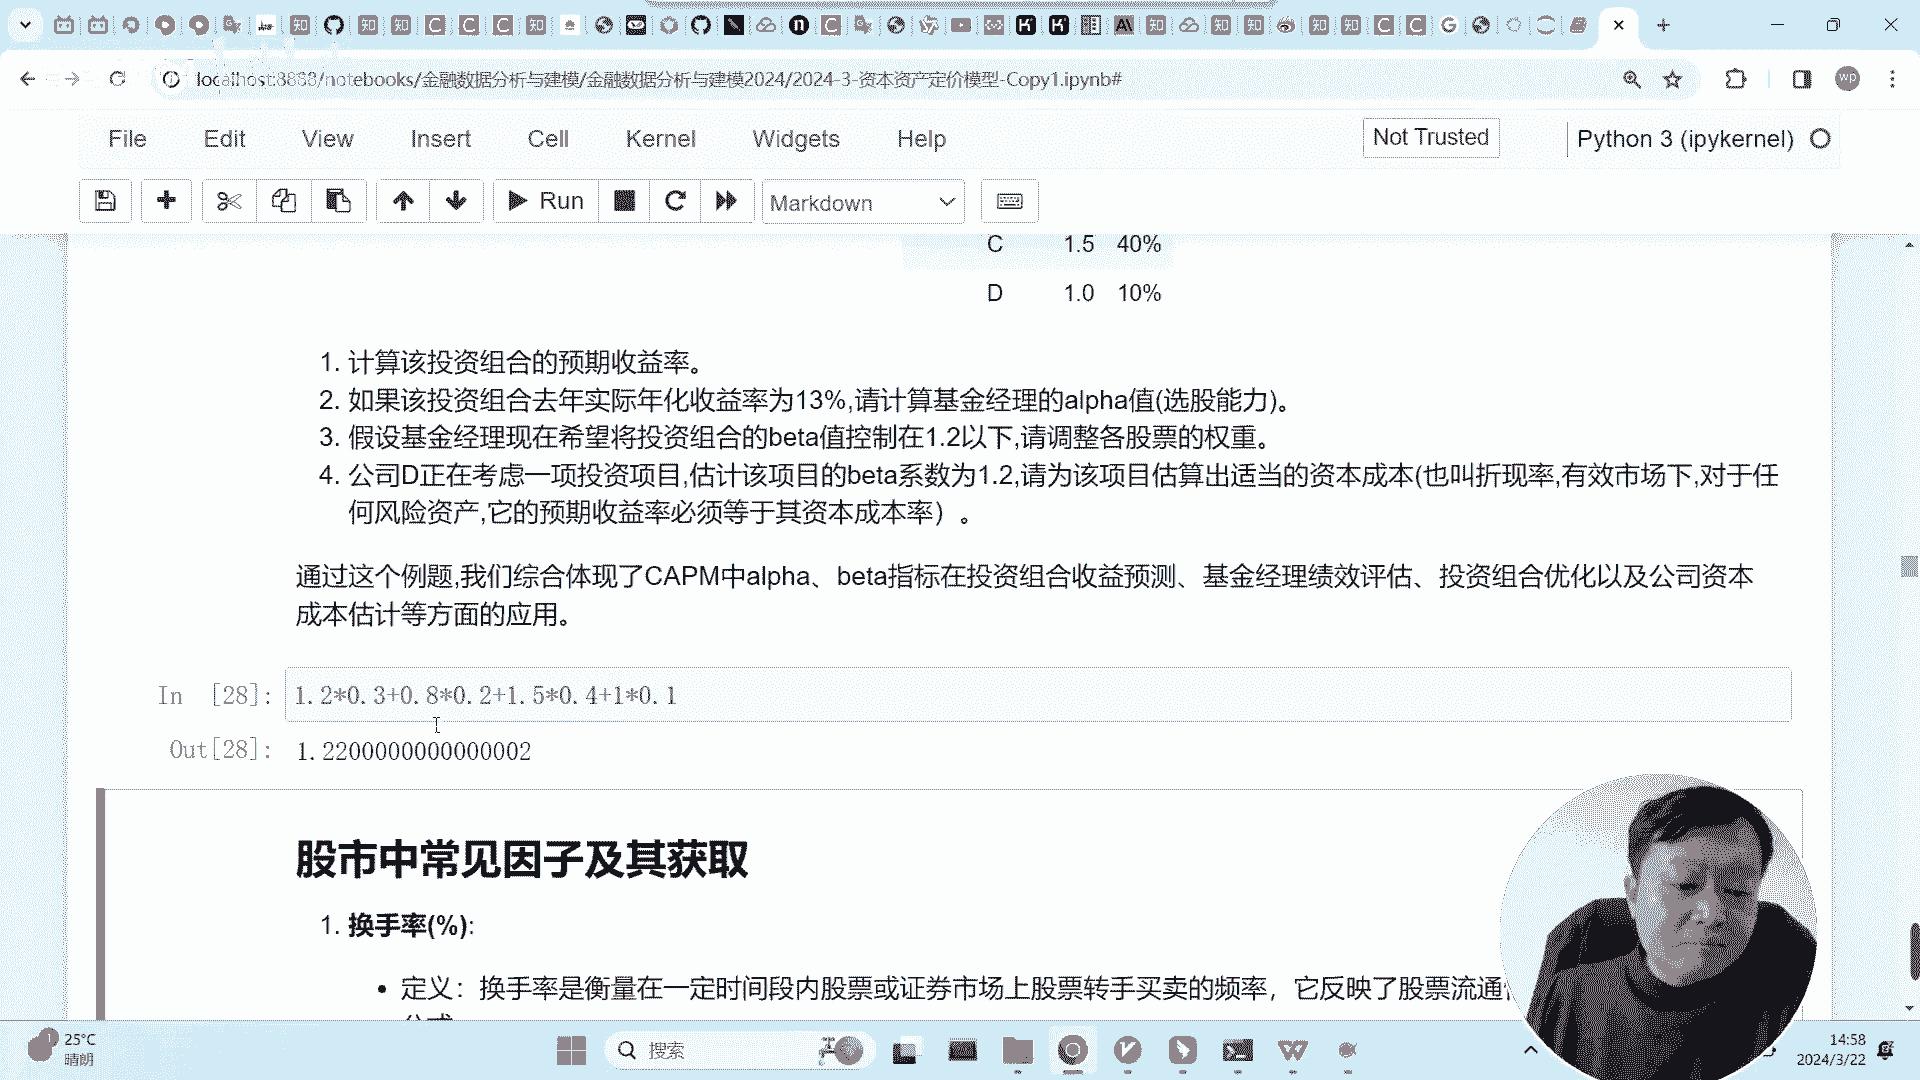 localhost:8888/notebooks/金融数据分析与建模/金融数据分析与建模2024/2024-3-资本资产定价模型-Copy1.ipynb#
wp
File Edit View Insert Cell Kernel Widgets Help
Not Trusted
Python 3 (ipykernel)
Run
Markdown
C 1.5 40%
D 1.0 10%
1. 计算该投资组合的预期收益率。
2. 如果该投资组合去年实际年化收益率为13%,请计算基金经理的alpha值(选股能力)。
3. 假设基金经理现在希望将投资组合的beta值控制在1.2以下,请调整各股票的权重。
4. 公司D正在考虑一项投资项目,估计该项目的beta系数为1.2,请为该项目估算出适当的资本成本(也叫折现率,有效市场下,对于任
何风险资产,它的预期收益率必须等于其资本成本率）。
通过这个例题,我们综合体现了CAPM中alpha、beta指标在投资组合收益预测、基金经理绩效评估、投资组合优化以及公司资本
成本估计等方面的应用。
In [28]: 1.2*0.3+0.8*0.2+1.5*0.4+1*0.1
Out[28]: 1.2200000000000002
股市中常见因子及其获取
1. 换手率(%):
• 定义：换手率是衡量在一定时间段内股票或证券市场上股票转手买卖的频率，它反映了股票流通
25°C
晴朗
搜索
14:58
2024/3/22